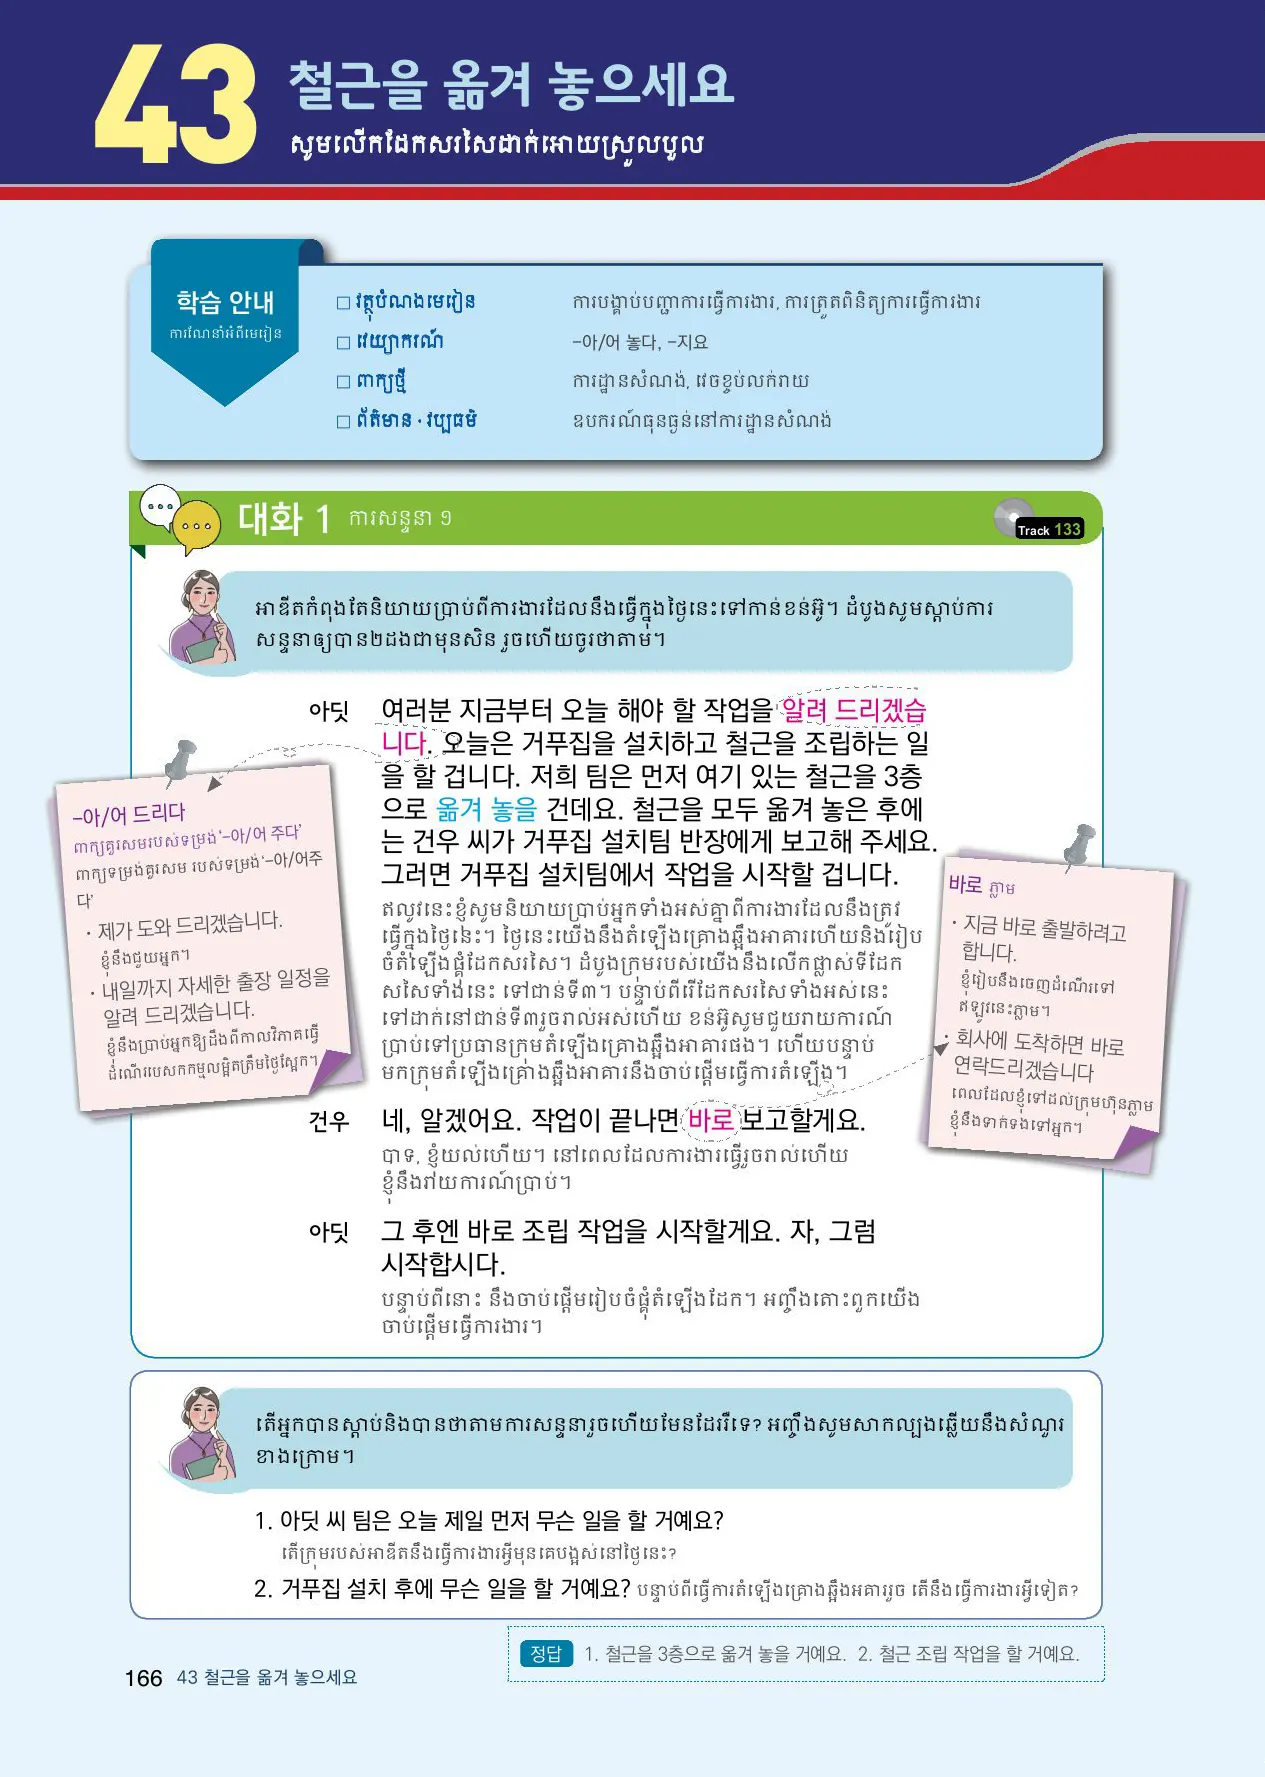 43
철근을 옮겨 놓으세요
សូមលើកដែកសរសៃដាក់អោយស្រួលបួល
학습 안내
ការណែនាំអំពីមេរៀន
□ វត្ថុបំណងមេរៀន ការបង្គាប់បញ្ជាការធ្វើការងារ, ការត្រួតពិនិត្យការធ្វើការងារ
□ វេយ្យាករណ៍ -아/어 놓다, -지요
□ ពាក្យថ្មី ការដ្ឋានសំណង់, វេចខ្ចប់លក់រាយ
□ ព័ត៌មាន · វប្បធម៌ ឧបករណ៍ធុនធ្ងន់នៅការដ្ឋានសំណង់
대화 1 ការសន្ទនា ១
Track 133
អាឌីតកំពុងតែនិយាយប្រាប់ពីការងារដែលនឹងធ្វើក្នុងថ្ងៃនេះទៅកាន់ខន់អ៊ូ។ ដំបូងសូមស្តាប់ការ
សន្ទនាឲ្យបាន២ដងជាមុនសិន រួចហើយចូរថាតាម។
아딧 여러분 지금부터 오늘 해야 할 작업을 알려 드리겠습
니다. 오늘은 거푸집을 설치하고 철근을 조립하는 일
을 할 겁니다. 저희 팀은 먼저 여기 있는 철근을 3층
으로 옮겨 놓을 건데요. 철근을 모두 옮겨 놓은 후에
는 건우 씨가 거푸집 설치팀 반장에게 보고해 주세요.
그러면 거푸집 설치팀에서 작업을 시작할 겁니다.
ឥលូវនេះខ្ញុំសូមនិយាយប្រាប់អ្នកទាំងអស់គ្នាពីការងារដែលនឹងត្រូវ
ធ្វើក្នុងថ្ងៃនេះ។ ថ្ងៃនេះយើងនឹងតំឡើងគ្រោងឆ្អឹងអាគារហើយនិងរៀប
ចំតំឡើងផ្គុំដែកសរសៃ។ ដំបូងក្រុមរបស់យើងនឹងលើកផ្លាស់ទីដែក
សសៃទាំងនេះ ទៅជាន់ទី៣។ បន្ទាប់ពីរើដែកសរសៃទាំងអស់នេះ
ទៅដាក់នៅជាន់ទី៣រួចរាល់អស់ហើយ ខន់អ៊ូសូមជួយរាយការណ៍
ប្រាប់ទៅប្រធានក្រុមតំឡើងគ្រោងឆ្អឹងអាគារផង។ ហើយបន្ទាប់
មកក្រុមតំឡើងគ្រោងឆ្អឹងអាគារនឹងចាប់ផ្តើមធ្វើការតំឡើង។
건우 네, 알겠어요. 작업이 끝나면 바로 보고할게요.
បាទ, ខ្ញុំយល់ហើយ។ នៅពេលដែលការងារធ្វើរួចរាល់ហើយ
ខ្ញុំនឹងរាយការណ៍ប្រាប់។
아딧 그 후엔 바로 조립 작업을 시작할게요. 자, 그럼
시작합시다.
បន្ទាប់ពីនោះ នឹងចាប់ផ្តើមរៀបចំផ្គុំតំឡើងដែក។ អញ្ចឹងតោះពួកយើង
ចាប់ផ្តើមធ្វើការងារ។
-아/어 드리다
ពាក្យគួរសមរបស់ទម្រង់‘-아/어 주다’
ពាក្យទម្រង់គួរសម របស់ទម្រង់‘-아/어주
다’
· 제가 도와 드리겠습니다.
ខ្ញុំនឹងជួយអ្នក។
· 내일까지 자세한 출장 일정을
알려 드리겠습니다.
ខ្ញុំនឹងប្រាប់អ្នកឱ្យដឹងពីកាលវិភាគធ្វើ
ដំណើរបេសកកម្មលម្អិតត្រឹមថ្ងៃស្អែក។
바로 ភ្លាម
· 지금 바로 출발하려고
합니다.
ខ្ញុំរៀបនឹងចេញដំណើរទៅ
ឥឡូវនេះភ្លាម។
· 회사에 도착하면 바로
연락드리겠습니다
ពេលដែលខ្ញុំទៅដល់ក្រុមហ៊ុនភ្លាម
ខ្ញុំនឹងទាក់ទងទៅអ្នក។
តើអ្នកបានស្តាប់និងបានថាតាមការសន្ទនារួចហើយមែនដែររឺទេ? អញ្ចឹងសូមសាកល្បងឆ្លើយនឹងសំណួរ
ខាងក្រោម។
1. 아딧 씨 팀은 오늘 제일 먼저 무슨 일을 할 거예요?
តើក្រុមរបស់អាឌីតនឹងធ្វើការងារអ្វីមុនគេបង្អស់នៅថ្ងៃនេះ?
2. 거푸집 설치 후에 무슨 일을 할 거예요? បន្ទាប់ពីធ្វើការតំឡើងគ្រោងឆ្អឹងអគាររួច តើនឹងធ្វើការងារអ្វីទៀត?
정답 1. 철근을 3층으로 옮겨 놓을 거예요. 2. 철근 조립 작업을 할 거예요.
166 43 철근을 옮겨 놓으세요